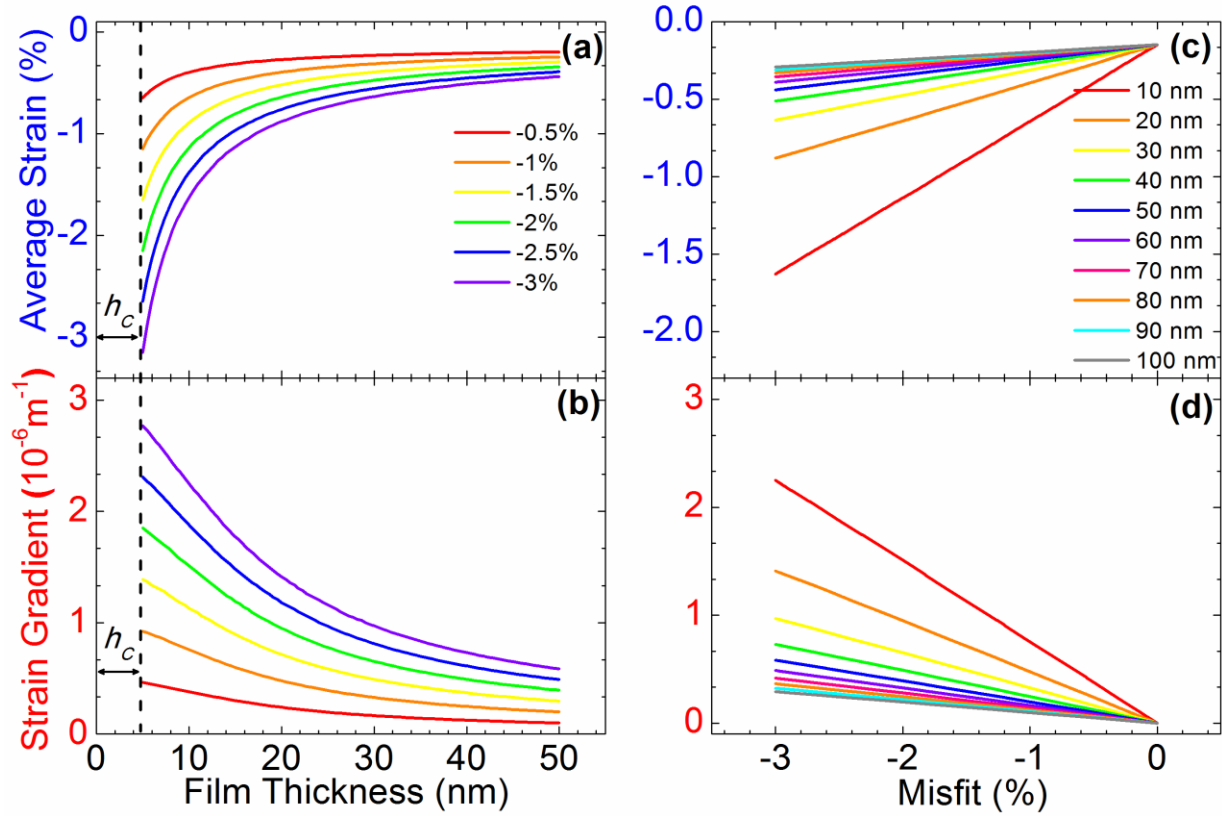 0
-1
-2
-3
Average Strain (%)
(a)
-0.5%
-1%
-1.5%
-2%
-2.5%
-3%
hc
3
2
1
0
Strain Gradient (10-6 m-1)
(b)
hc
0 10 20 30 40 50
Film Thickness (nm)
0.0
-0.5
-1.0
-1.5
-2.0
(c)
10 nm
20 nm
30 nm
40 nm
50 nm
60 nm
70 nm
80 nm
90 nm
100 nm
3
2
1
0
(d)
-3 -2 -1 0
Misfit (%)